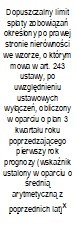 Dopuszczalny limit
spłaty zobowiązań
określony po prawej
stronie nierówności
we wzorze, o którym
mowa w art. 243
ustawy, po
uwzględnieniu
ustawowych
wyłączeń, obliczony
w oparciu o plan 3
kwartału roku
poprzedzającego
pierwszy rok
prognozy (wskaźnik
ustalony w oparciu o
średnią
arytmetyczną z
poprzednich lat)x